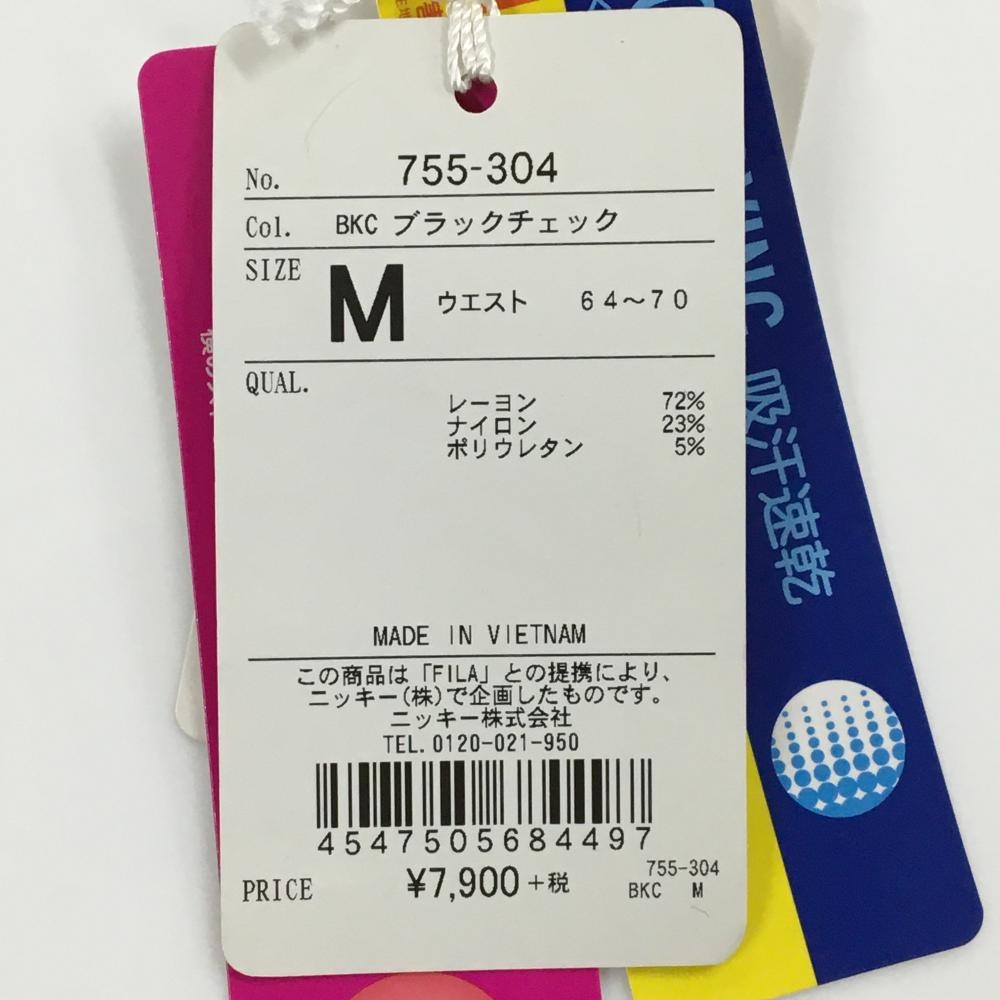 No. 755-304
Col. BKC ブラックチェック
SIZE M ウエスト 64〜70
QUAL.
レーヨン 72%
ナイロン 23%
ポリウレタン 5%
MADE IN VIETNAM
この商品は「FILA」との提携により、
ニッキー(株)で企画したものです。
ニッキー株式会社
TEL. 0120-021-950
4547505684497
PRICE ¥7,900+税
755-304
BKC M
吸汗速乾